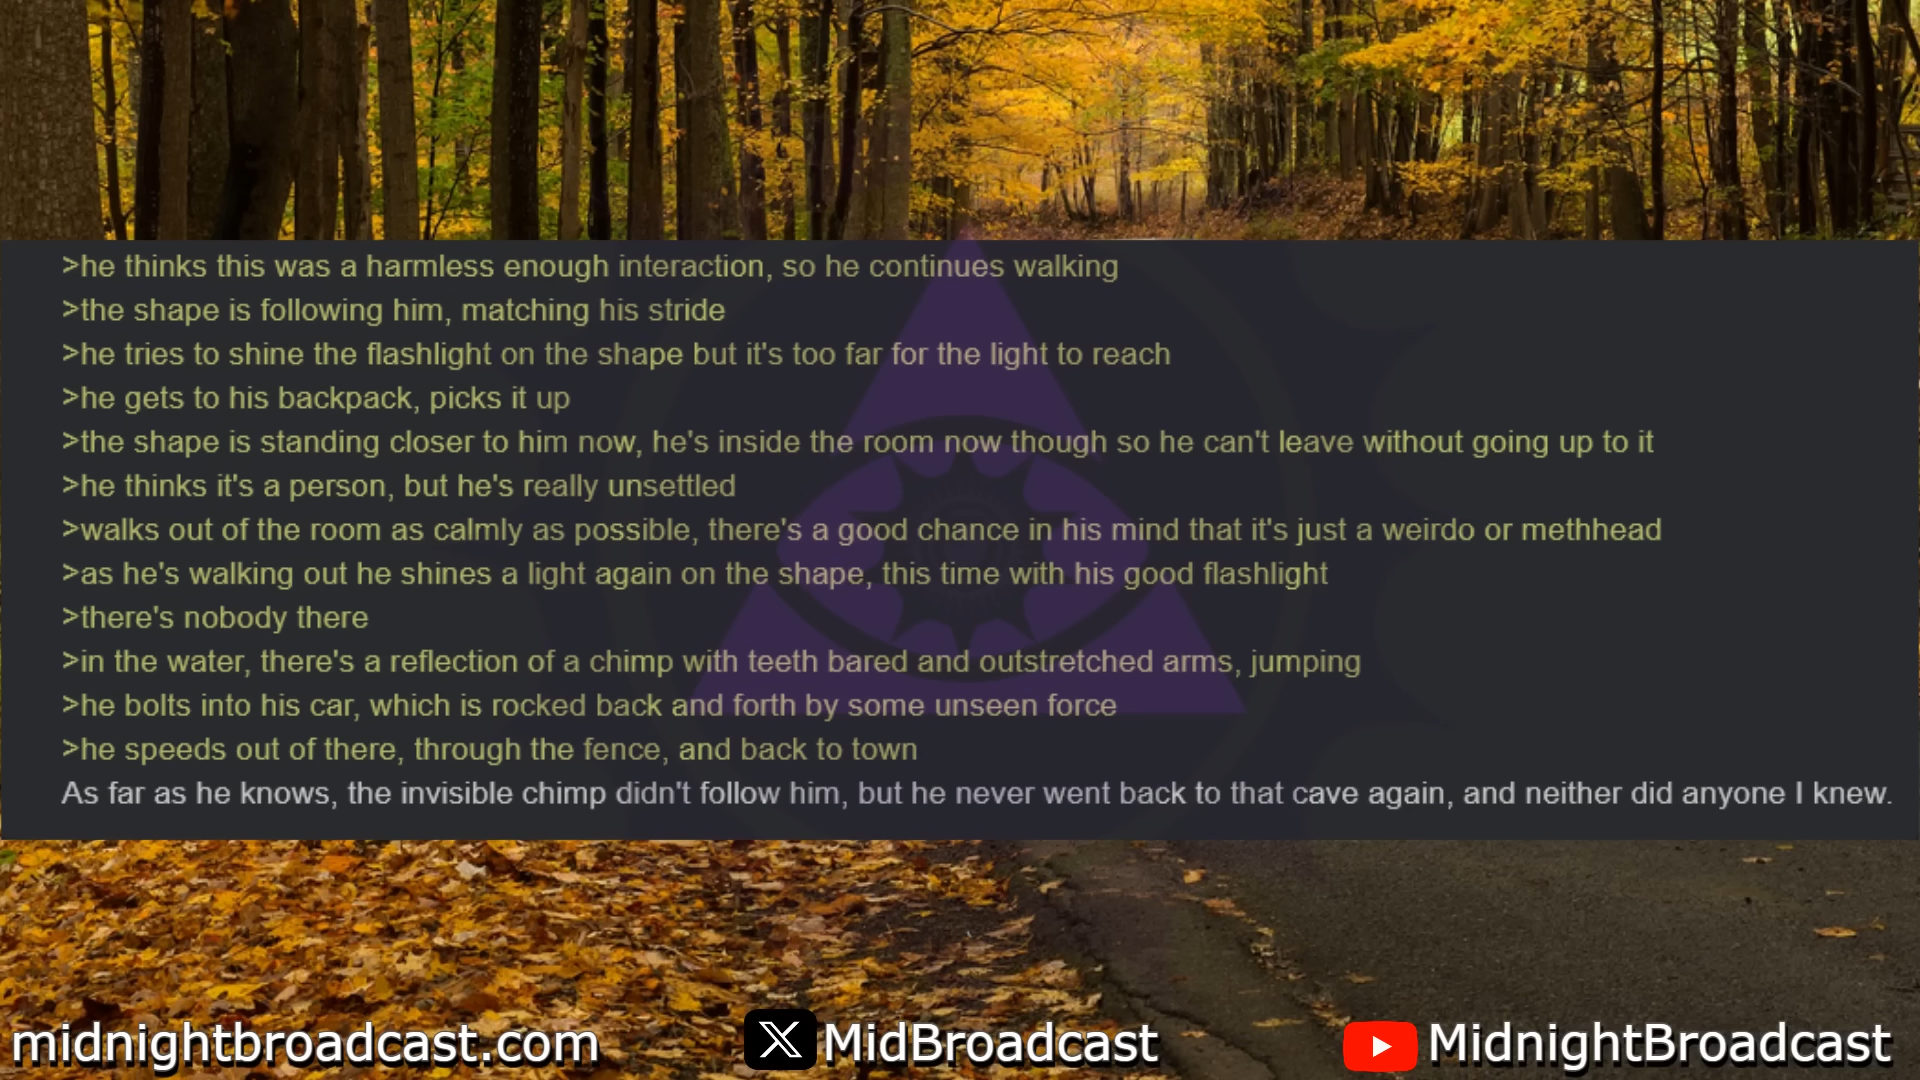 >he thinks this was a harmless enough interaction, so he continues walking
>the shape is following him, matching his stride
>he tries to shine the flashlight on the shape but it's too far for the light to reach
>he gets to his backpack, picks it up
>the shape is standing closer to him now, he's inside the room now though so he can't leave without going up to it
>he thinks it's a person, but he's really unsettled
>walks out of the room as calmly as possible, there's a good chance in his mind that it's just a weirdo or methhead
>as he's walking out he shines a light again on the shape, this time with his good flashlight
>there's nobody there
>in the water, there's a reflection of a chimp with teeth bared and outstretched arms, jumping
>he bolts into his car, which is rocked back and forth by some unseen force
>he speeds out of there, through the fence, and back to town
As far as he knows, the invisible chimp didn't follow him, but he never went back to that cave again, and neither did anyone I knew.
midnightbroadcast.com
MidBroadcast
MidnightBroadcast